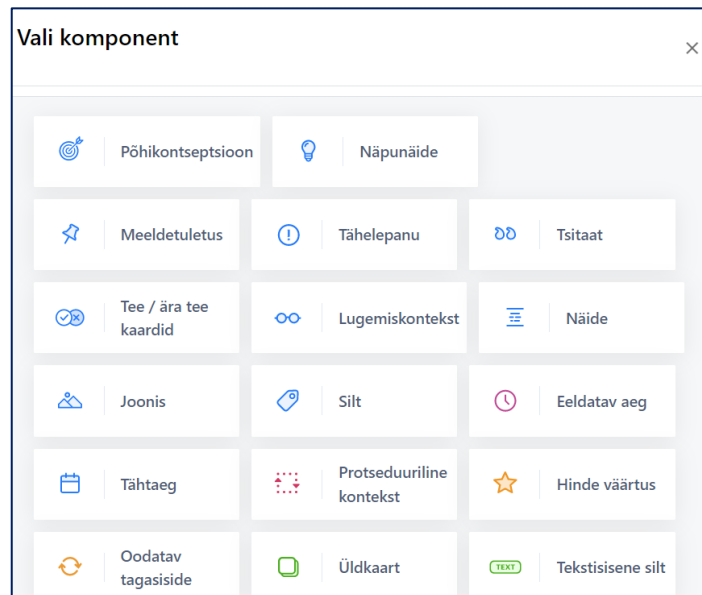 Vali komponent
Põhikontseptsioon
Näpunäide
Meeldetuletus
Tähelepanu
Tsitaat
Tee / ära tee
kaardid
Lugemiskontekst
Näide
Joonis
Silt
Eeldatav aeg
Tähtaeg
Protseduuriline
kontekst
Hinde väärtus
Oodatav
tagasiside
Üldkaart
TEXT
Tekstisisene silt